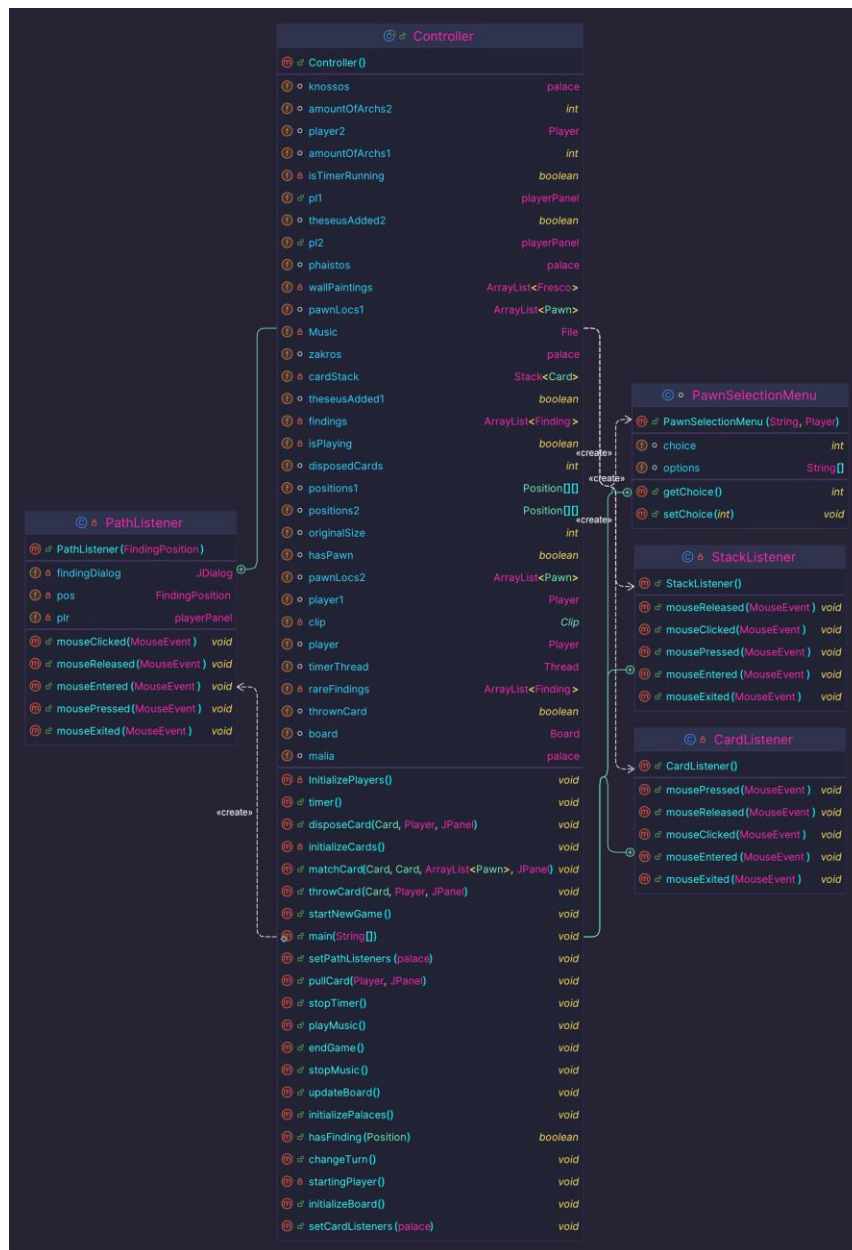 Controller
Controller()
knossos palace
amountOfArchs2 int
player2 Player
amountOfArchs1 int
isTimerRunning boolean
pl1 playerPanel
theseusAdded2 boolean
pl2 playerPanel
phaistos palace
wallPaintings ArrayList<Fresco>
pawnLocs1 ArrayList<Pawn>
Music File
zakros palace
cardStack Stack<Card>
theseusAdded1 boolean
findings ArrayList<Finding>
isPlaying boolean
disposedCards int
positions1 Position[][]
positions2 Position[][]
originalSize int
hasPawn boolean
pawnLocs2 ArrayList<Pawn>
player1 Player
clip Clip
player Player
timerThread Thread
rareFindings ArrayList<Finding>
thrownCard boolean
board Board
malia palace
InitializePlayers() void
timer() void
disposeCard(Card, Player, JPanel) void
initializeCards() void
matchCard(Card, Card, ArrayList<Pawn>, JPanel) void
throwCard(Card, Player, JPanel) void
startNewGame() void
main(String[]) void
setPathListeners(palace) void
pullCard(Player, JPanel) void
stopTimer() void
playMusic() void
endGame() void
stopMusic() void
updateBoard() void
initializePalaces() void
hasFinding(Position) boolean
changeTurn() void
startingPlayer() void
initializeBoard() void
setCardListeners(palace) void
PathListener
PathListener(FindingPosition)
findingDialog JDialog
pos FindingPosition
plr playerPanel
mouseClicked(MouseEvent) void
mouseReleased(MouseEvent) void
mouseEntered(MouseEvent) void
mousePressed(MouseEvent) void
mouseExited(MouseEvent) void
«create»
«create»
«create»
«create»
PawnSelectionMenu
PawnSelectionMenu(String, Player)
choice int
options String[]
getChoice() int
setChoice(int) void
StackListener
StackListener()
mouseReleased(MouseEvent) void
mouseClicked(MouseEvent) void
mousePressed(MouseEvent) void
mouseEntered(MouseEvent) void
mouseExited(MouseEvent) void
CardListener
CardListener()
mousePressed(MouseEvent) void
mouseReleased(MouseEvent) void
mouseClicked(MouseEvent) void
mouseEntered(MouseEvent) void
mouseExited(MouseEvent) void